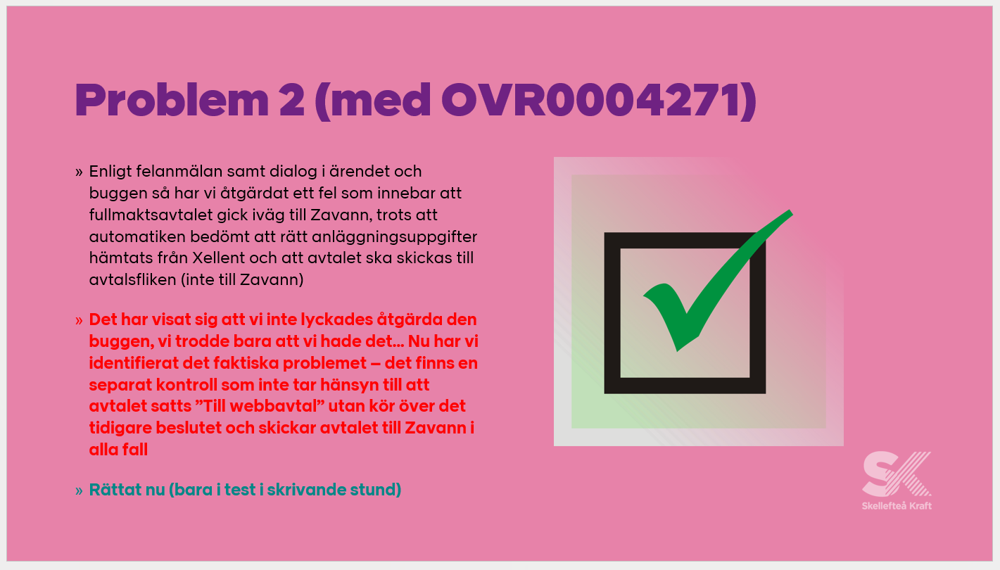 Problem 2 (med OVR0004271)
» Enligt felanmälan samt dialog i ärendet och
buggen så har vi åtgärdat ett fel som innebar att
fullmaktsavtalet gick iväg till Zavann, trots att
automatiken bedömt att rätt anläggningsuppgifter
hämtats från Xellent och att avtalet ska skickas till
avtalsfliken (inte till Zavann)
» Det har visat sig att vi inte lyckades åtgärda den
buggen, vi trodde bara att vi hade det... Nu har vi
identifierat det faktiska problemet – det finns en
separat kontroll som inte tar hänsyn till att
avtalet satts ”Till webbavtal” utan kör över det
tidigare beslutet och skickar avtalet till Zavann i
alla fall
» Rättat nu (bara i test i skrivande stund)
SK
Skellefteå Kraft